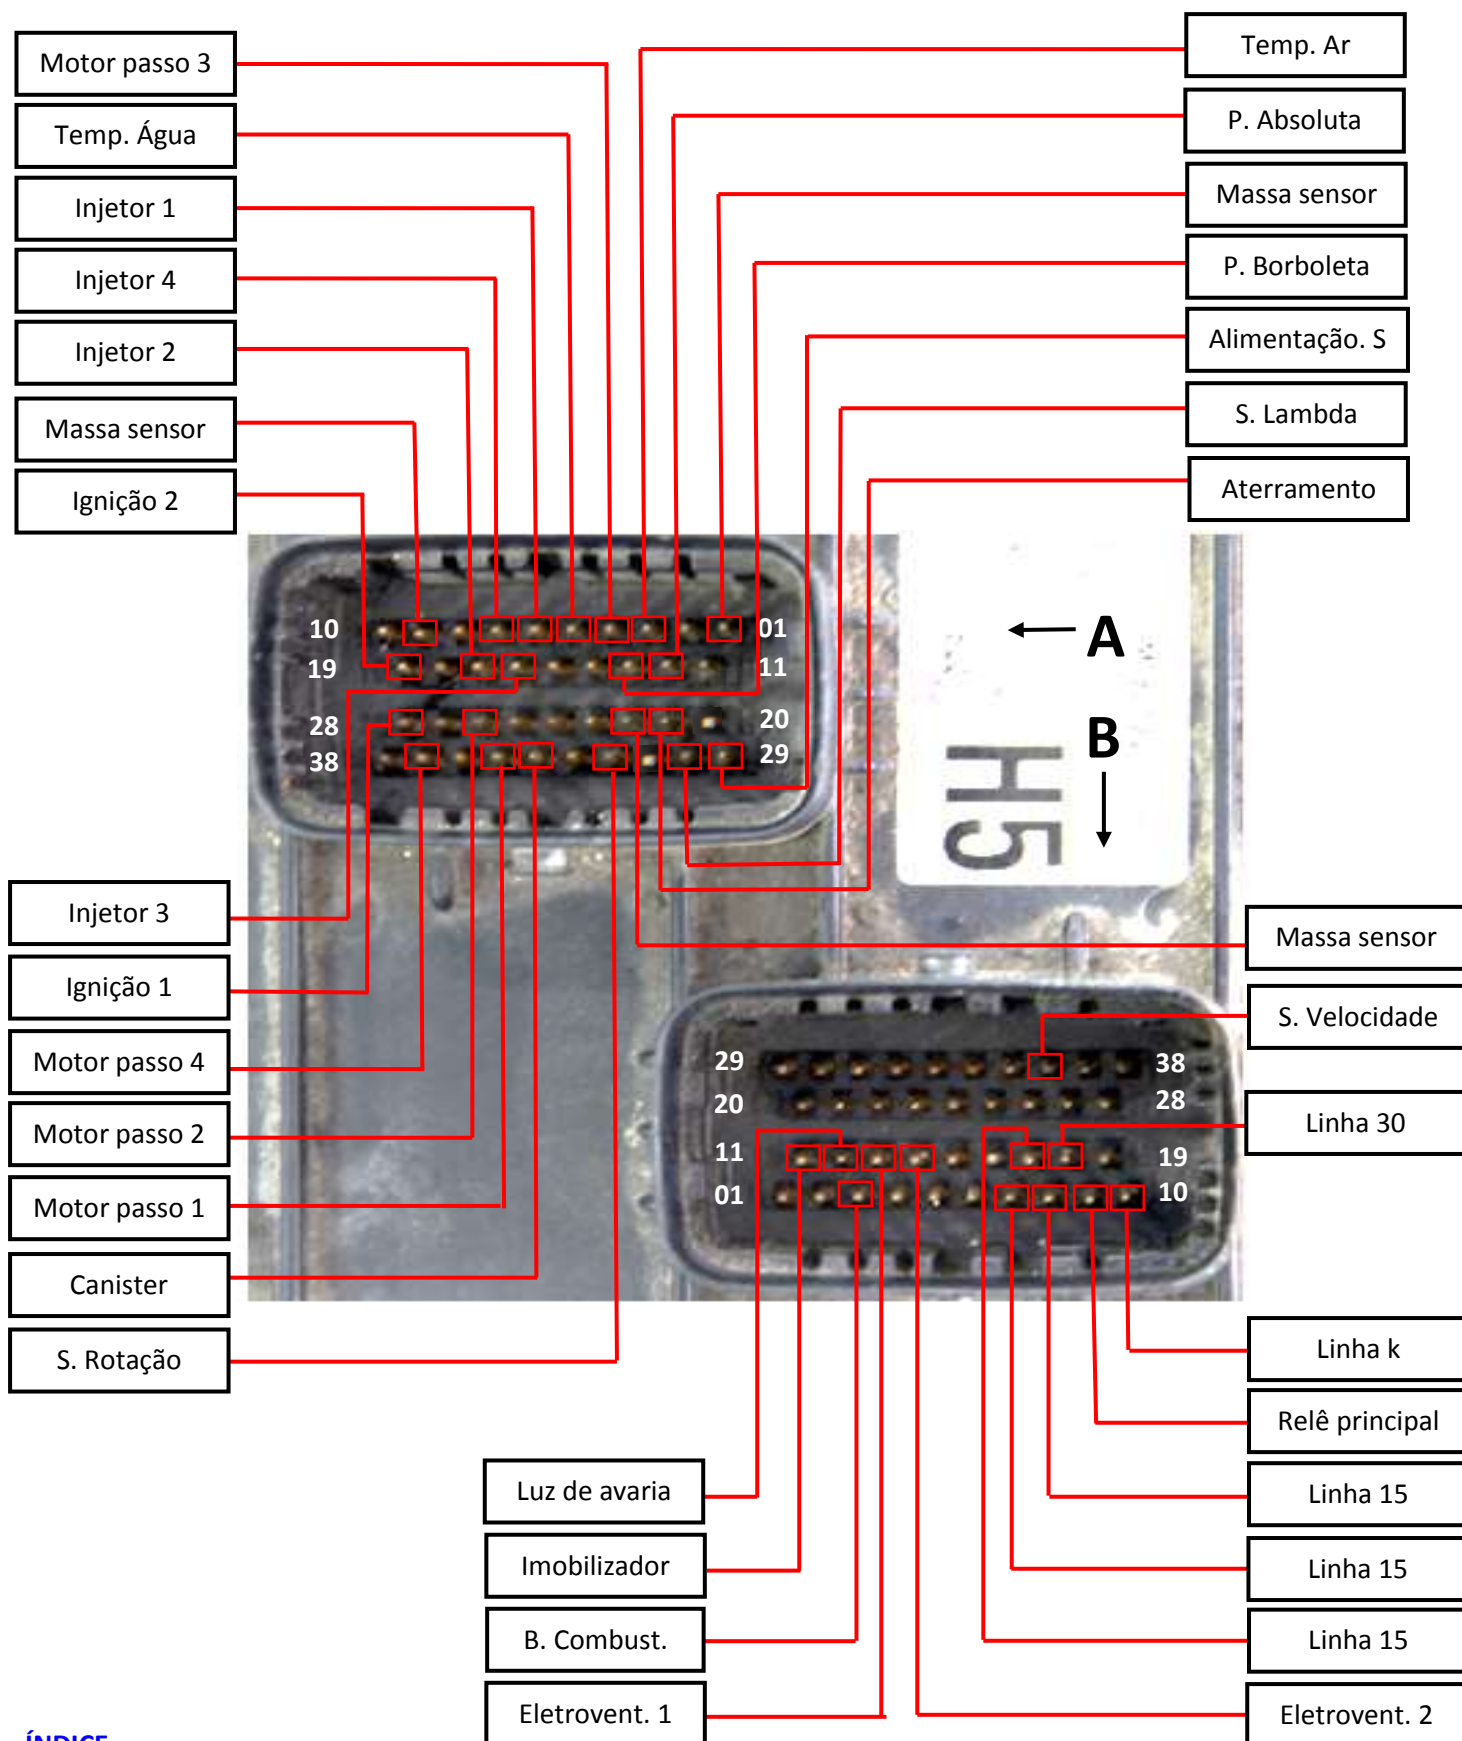 Motor passo 3
Temp. Água
Injetor 1
Injetor 4
Injetor 2
Massa sensor
Ignição 2
Temp. Ar
P. Absoluta
Massa sensor
P. Borboleta
Alimentação. S
S. Lambda
Aterramento
10
01
19
11
28
20
38
29
A
B
H5
Injetor 3
Ignição 1
Motor passo 4
Motor passo 2
Motor passo 1
Canister
S. Rotação
Massa sensor
S. Velocidade
Linha 30
29
38
20
28
11
19
01
10
Linha k
Relê principal
Linha 15
Linha 15
Linha 15
Eletrovent. 2
Luz de avaria
Imobilizador
B. Combust.
Eletrovent. 1
ÍNDICE